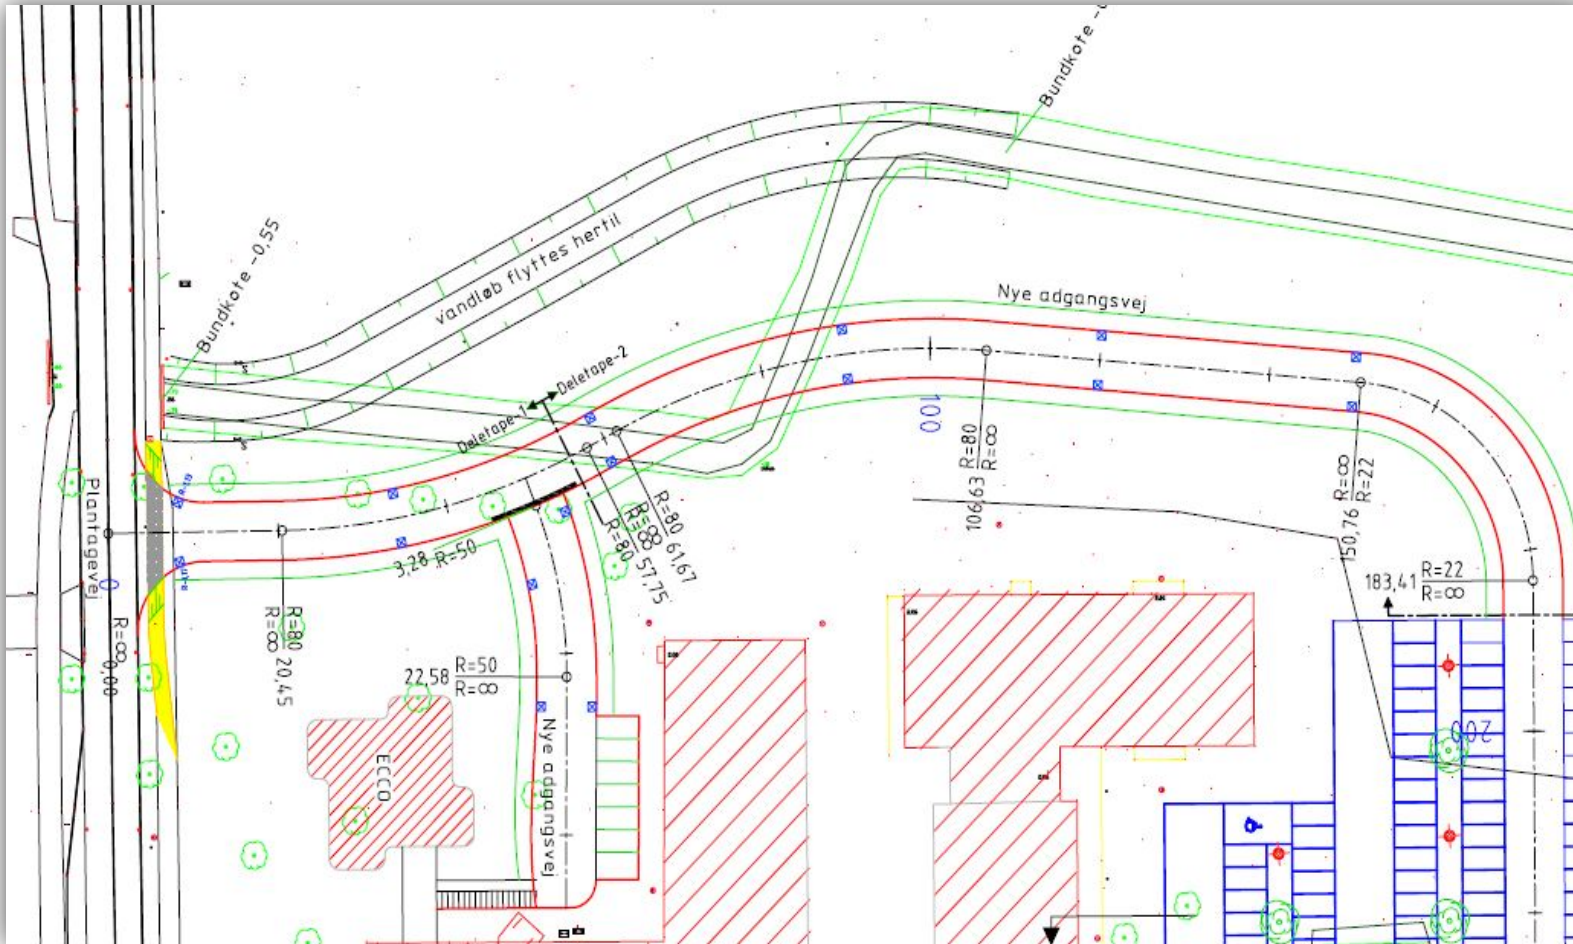 Bundkote -0
Bundkote -0,55
vandløb flyttes hertil
Nye adgangsvej
Deletape-1
Deletape-2
100
R=80
106,63
R=∞
R=∞
150,76
R=22
R=80
61,67
R=∞
R=∞
57,75
R=80
3,28
R=50
Plantagevej
0
R=∞
0,00
R=80
20,45
R=∞
183,41
R=22
R=∞
22,58
R=50
R=∞
ECCO
Nye adgangsvej
200